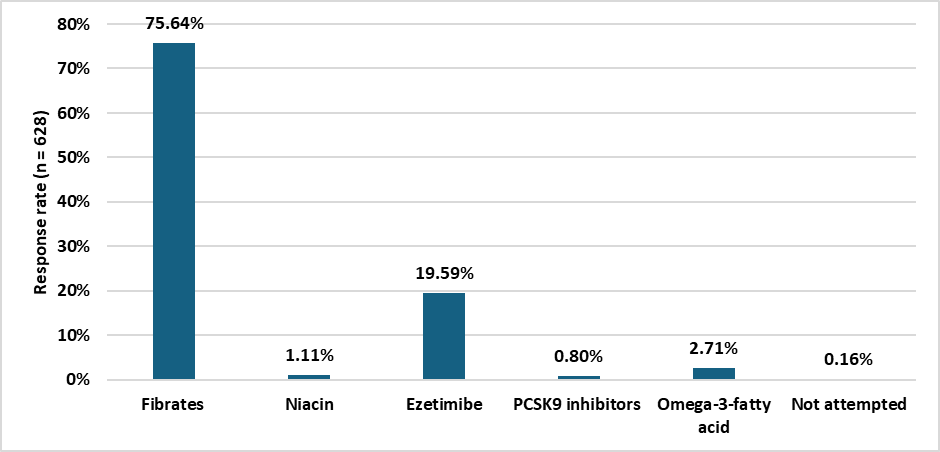 Response rate (n = 628)
80%
70%
60%
50%
40%
30%
20%
10%
0%
75.64%
1.11%
19.59%
0.80%
2.71%
0.16%
Fibrates
Niacin
Ezetimibe
PCSK9 inhibitors
Omega-3-fatty
acid
Not attempted